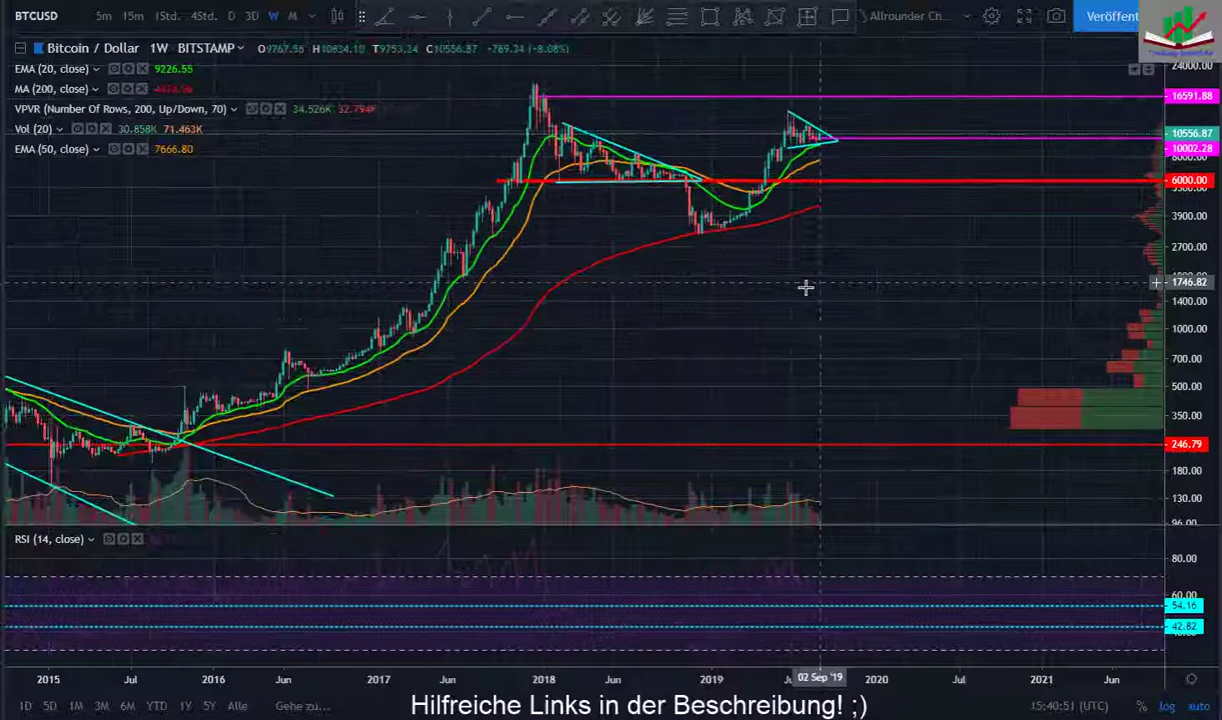 BTCUSD 5m 15m 1Std. 4Std. D 3D W M Allrounder Ch... Veröffent
Bitcoin / Dollar 1W BITSTAMP O9767.55 H10834.10 T9753.24 C10556.87 +789.34 (+8.08%)
EMA (20, close) 9226.55
MA (200, close)
VPVR (Number Of Rows, 200, Up/Down, 70) 34.526K 32.794K
Vol (20) 30.858K 71.463K
EMA (50, close) 7666.80
24000.00
16591.88
10556.87
10002.28
8000.00
6000.00
3900.00
2700.00
1746.82
1400.00
1000.00
700.00
500.00
350.00
246.79
180.00
130.00
96.00
RSI (14, close)
80.00
60.00
54.16
42.82
2015 Jul 2016 Jun 2017 Jun 2018 Jun 2019 02 Sep '19 2020 Jul 2021 Jun
1D 5D 1M 3M 6M YTD 1Y 5Y Alle Gehe zu... 15:40:51 (UTC) % log auto
Hilfreiche Links in der Beschreibung! ;)